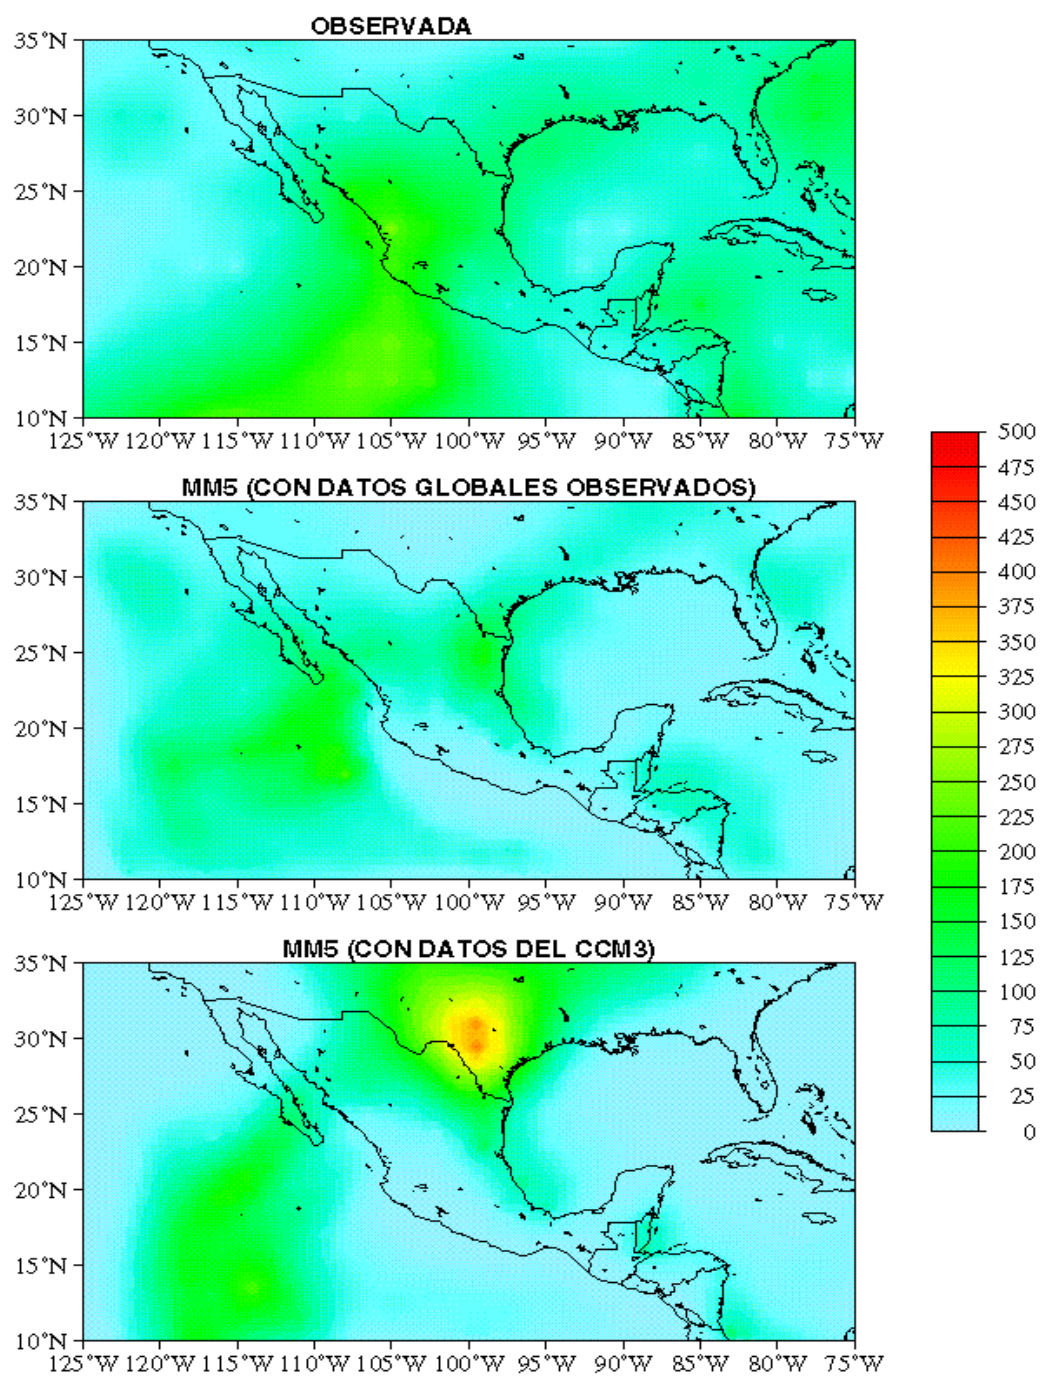 OBSERVADA
35°N
30°N
25°N
20°N
15°N
10°N
125°W 120°W 115°W 110°W 105°W 100°W 95°W 90°W 85°W 80°W 75°W
MM5 (CON DATOS GLOBALES OBSERVADOS)
35°N
30°N
25°N
20°N
15°N
10°N
125°W 120°W 115°W 110°W 105°W 100°W 95°W 90°W 85°W 80°W 75°W
MM5 (CON DATOS DEL CCM3)
35°N
30°N
25°N
20°N
15°N
10°N
125°W 120°W 115°W 110°W 105°W 100°W 95°W 90°W 85°W 80°W 75°W
500
475
450
425
400
375
350
325
300
275
250
225
200
175
150
125
100
75
50
25
0